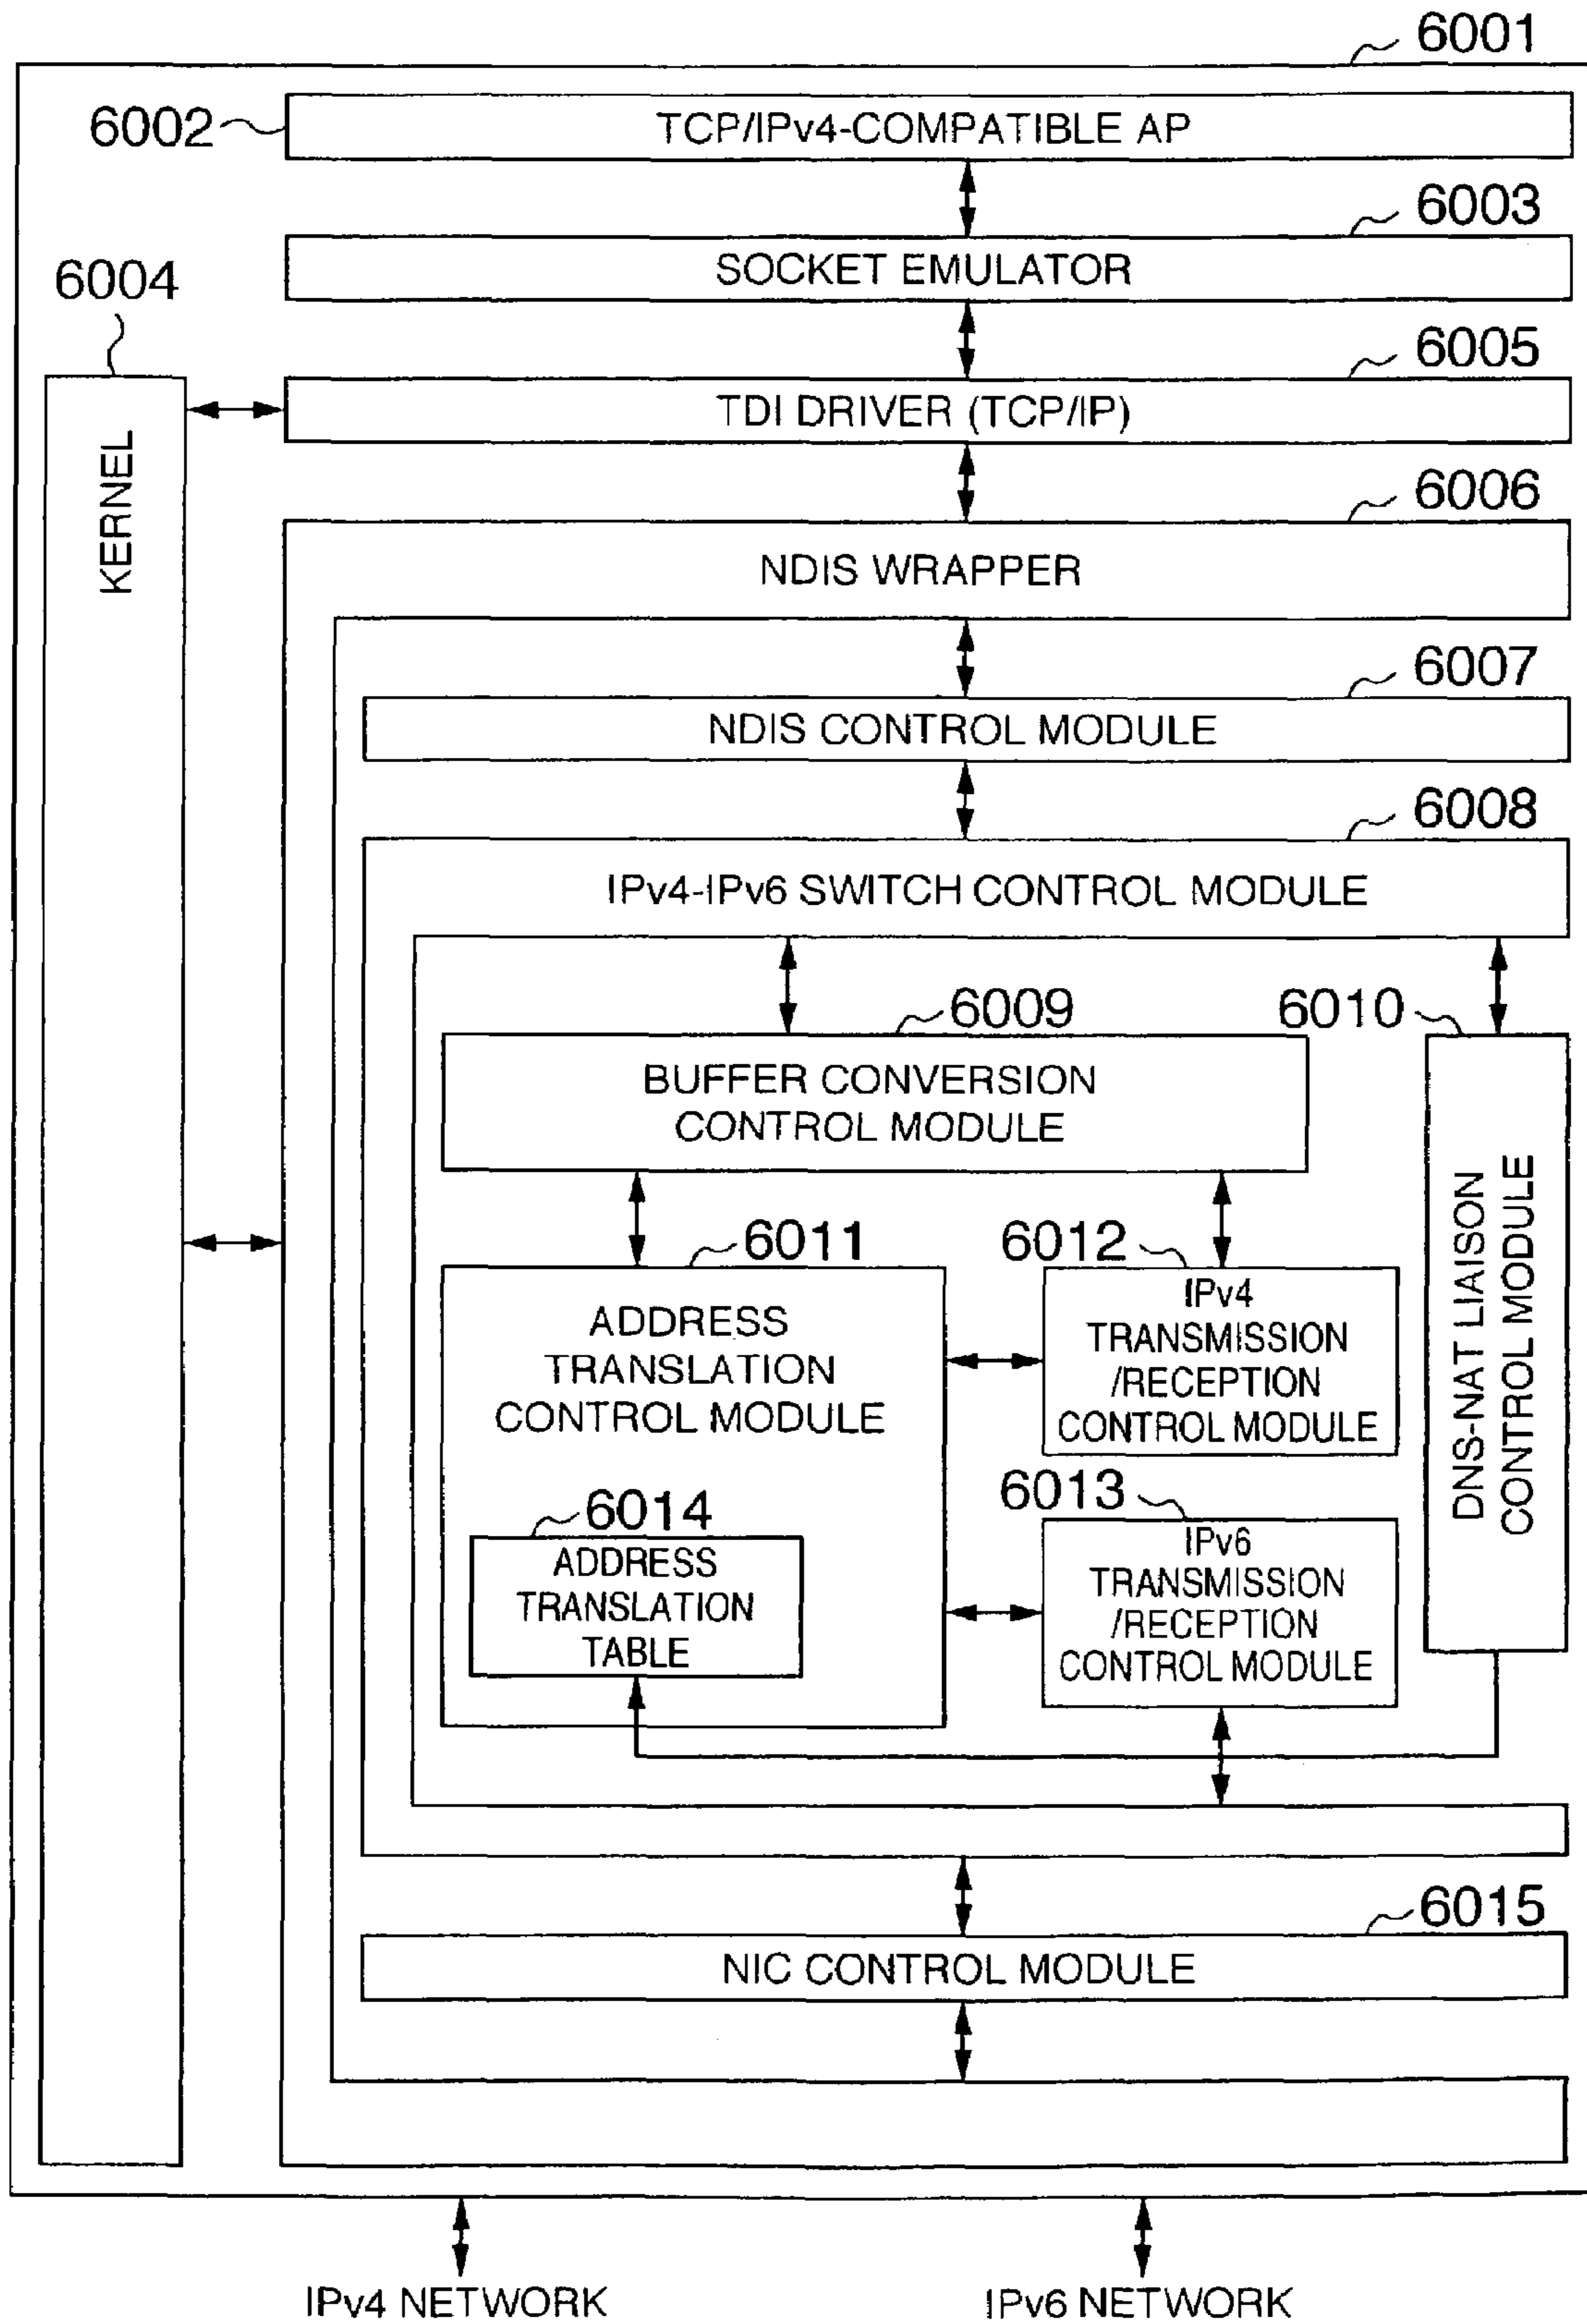 6001
6002
TCP/IPv4-COMPATIBLE AP
6003
SOCKET EMULATOR
6004
KERNEL
6005
TDI DRIVER (TCP/IP)
6006
NDIS WRAPPER
6007
NDIS CONTROL MODULE
6008
IPv4-IPv6 SWITCH CONTROL MODULE
6009
BUFFER CONVERSION
CONTROL MODULE
6010
DNS-NAT LIAISON
CONTROL MODULE
6011
ADDRESS
TRANSLATION
CONTROL MODULE
6012
IPv4
TRANSMISSION
/RECEPTION
CONTROL MODULE
6014
ADDRESS
TRANSLATION
TABLE
6013
IPv6
TRANSMISSION
/RECEPTION
CONTROL MODULE
6015
NIC CONTROL MODULE
IPv4 NETWORK
IPv6 NETWORK